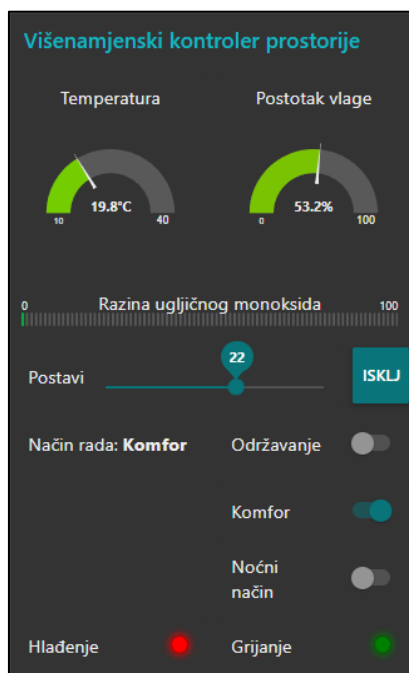 Višenamjenski kontroler prostorije
Temperatura Postotak vlage
19.8°C 53.2%
10 40 0 100
0 Razina ugljičnog monoksida 100
22
Postavi ISKLJ
Način rada: Komfor Održavanje
Komfor
Noćni
način
Hlađenje Grijanje